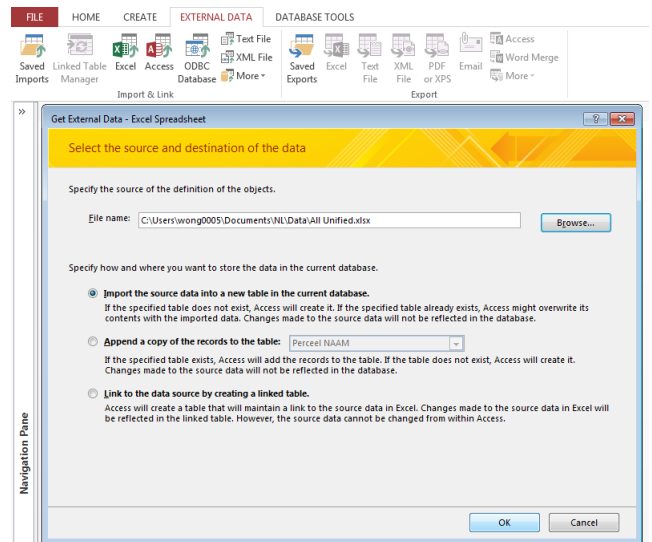 FILE HOME CREATE EXTERNAL DATA DATABASE TOOLS
Saved Imports
Linked Table Manager
Excel
Access
ODBC Database
Text File
XML File
More
Saved Exports
Excel
Text File
XML File
PDF or XPS
Email
Access
Word Merge
More
Import & Link
Export
»
Get External Data - Excel Spreadsheet
?
Select the source and destination of the data
Specify the source of the definition of the objects.
File name: C:\Users\wong0005\Documents\NL\Data\All Unified.xlsx Browse...
Specify how and where you want to store the data in the current database.
Import the source data into a new table in the current database.
If the specified table does not exist, Access will create it. If the specified table already exists, Access might overwrite its
contents with the imported data. Changes made to the source data will not be reflected in the database.
Append a copy of the records to the table: Perceel NAAM
If the specified table exists, Access will add the records to the table. If the table does not exist, Access will create it.
Changes made to the source data will not be reflected in the database.
Link to the data source by creating a linked table.
Access will create a table that will maintain a link to the source data in Excel. Changes made to the source data in Excel will
be reflected in the linked table. However, the source data cannot be changed from within Access.
Navigation Pane
OK Cancel